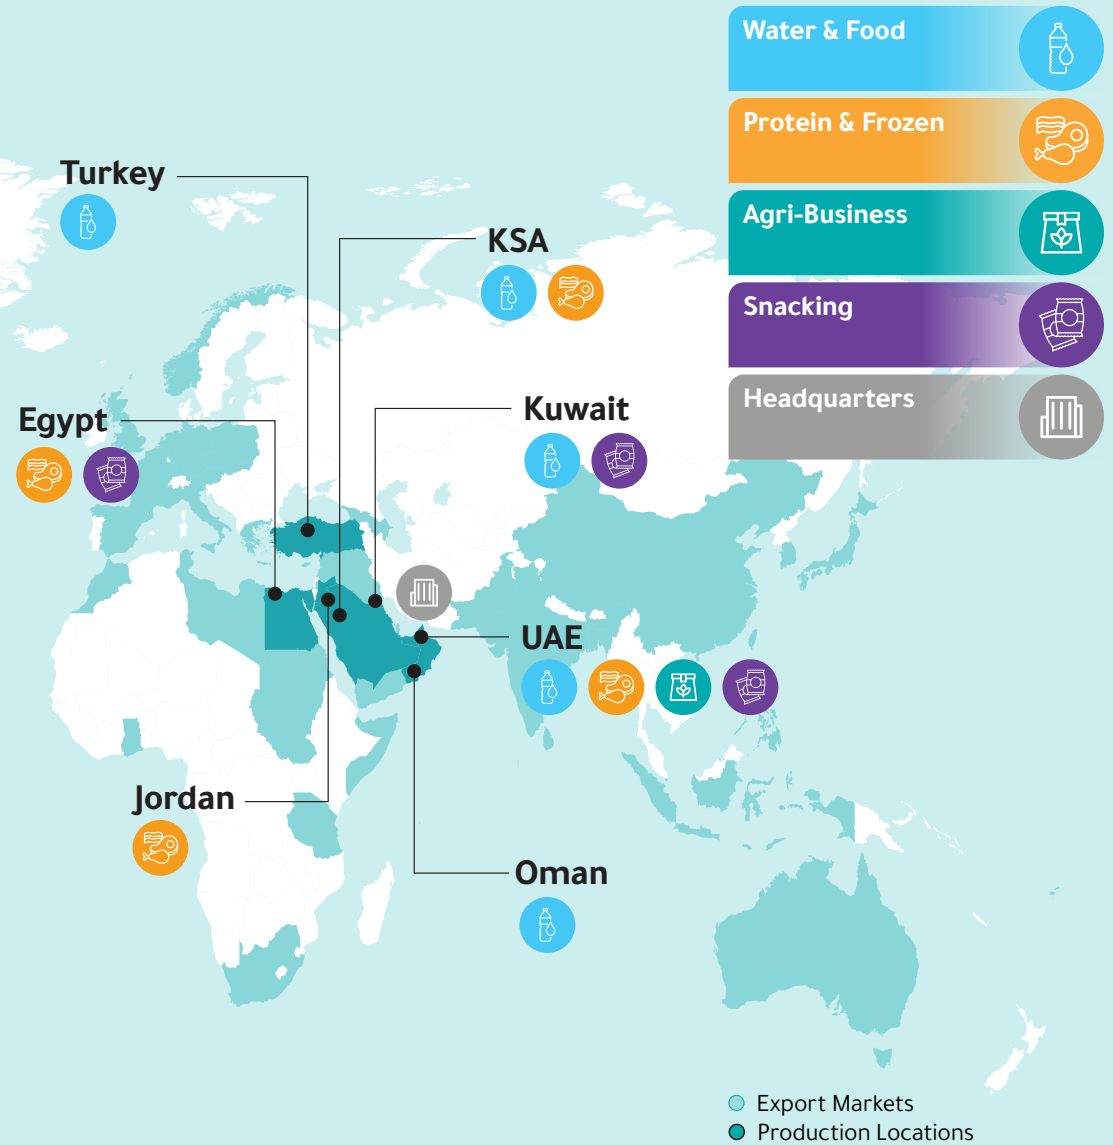 Water & Food
Protein & Frozen
Agri-Business
Snacking
Headquarters
Turkey
KSA
Egypt
Kuwait
UAE
Jordan
Oman
Export Markets
Production Locations